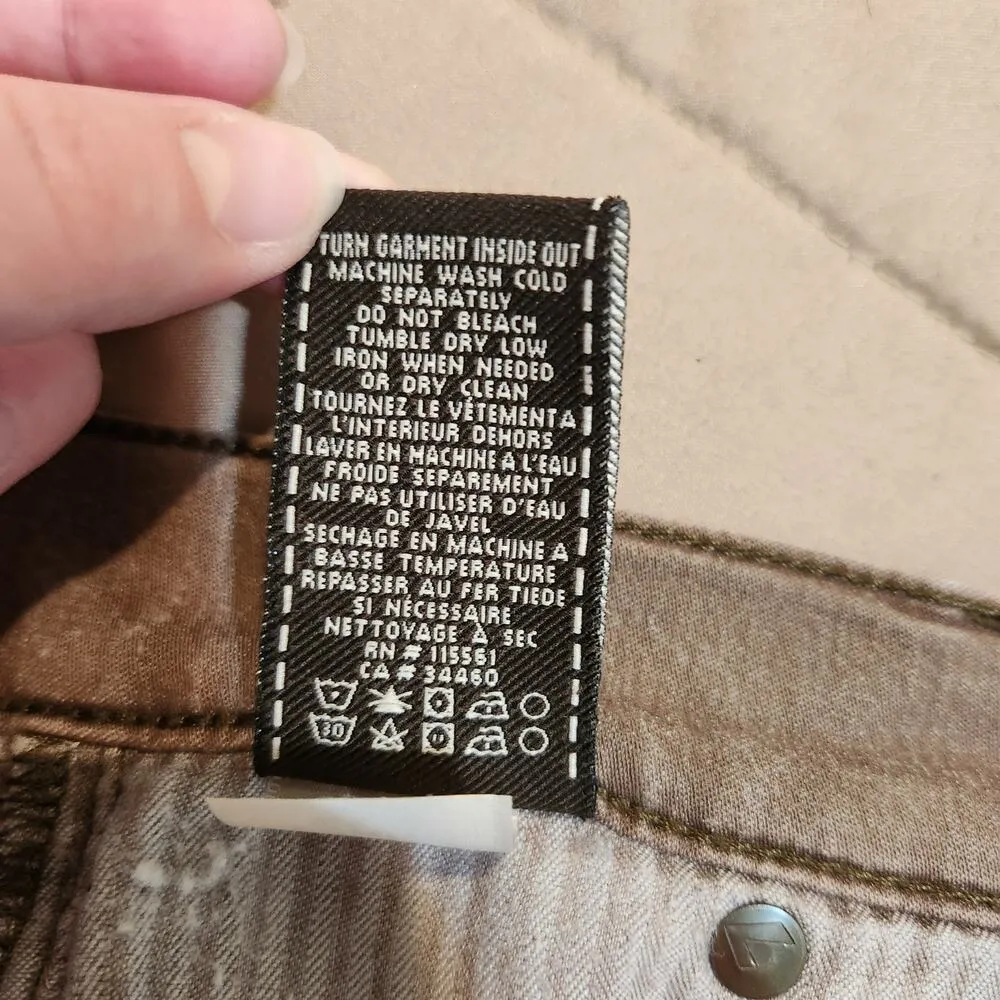 TURN GARMENT INSIDE OUT
MACHINE WASH COLD
SEPARATELY
DO NOT BLEACH
TUMBLE DRY LOW
IRON WHEN NEEDED
OR DRY CLEAN
TOURNEZ LE VÊTEMENT A
L'INTERIEUR DEHORS
LAVER EN MACHINE A L'EAU
FROIDE SEPAREMENT
NE PAS UTILISER D'EAU
DE JAVEL
SECHAGE EN MACHINE A
BASSE TEMPERATURE
REPASSER AU FER TIEDE
SI NÉCESSAIRE
NETTOYAGE À SEC
RN # 115561
CA # 34460
30